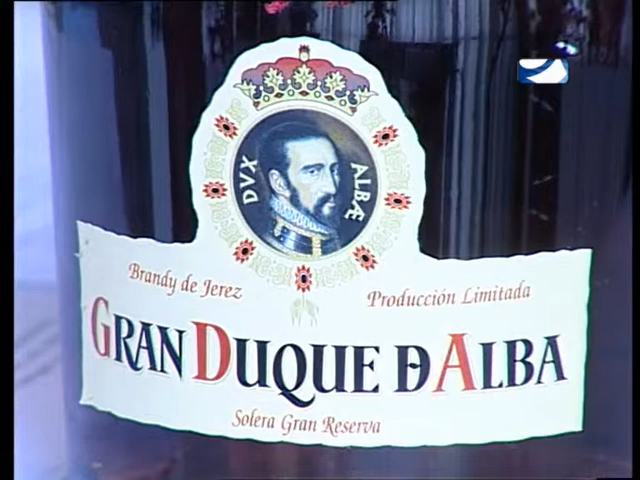 DVX ALBÆ
Brandy de Jerez
Producción Limitada
GRAN DUQUE D ALBA
Solera Gran Reserva